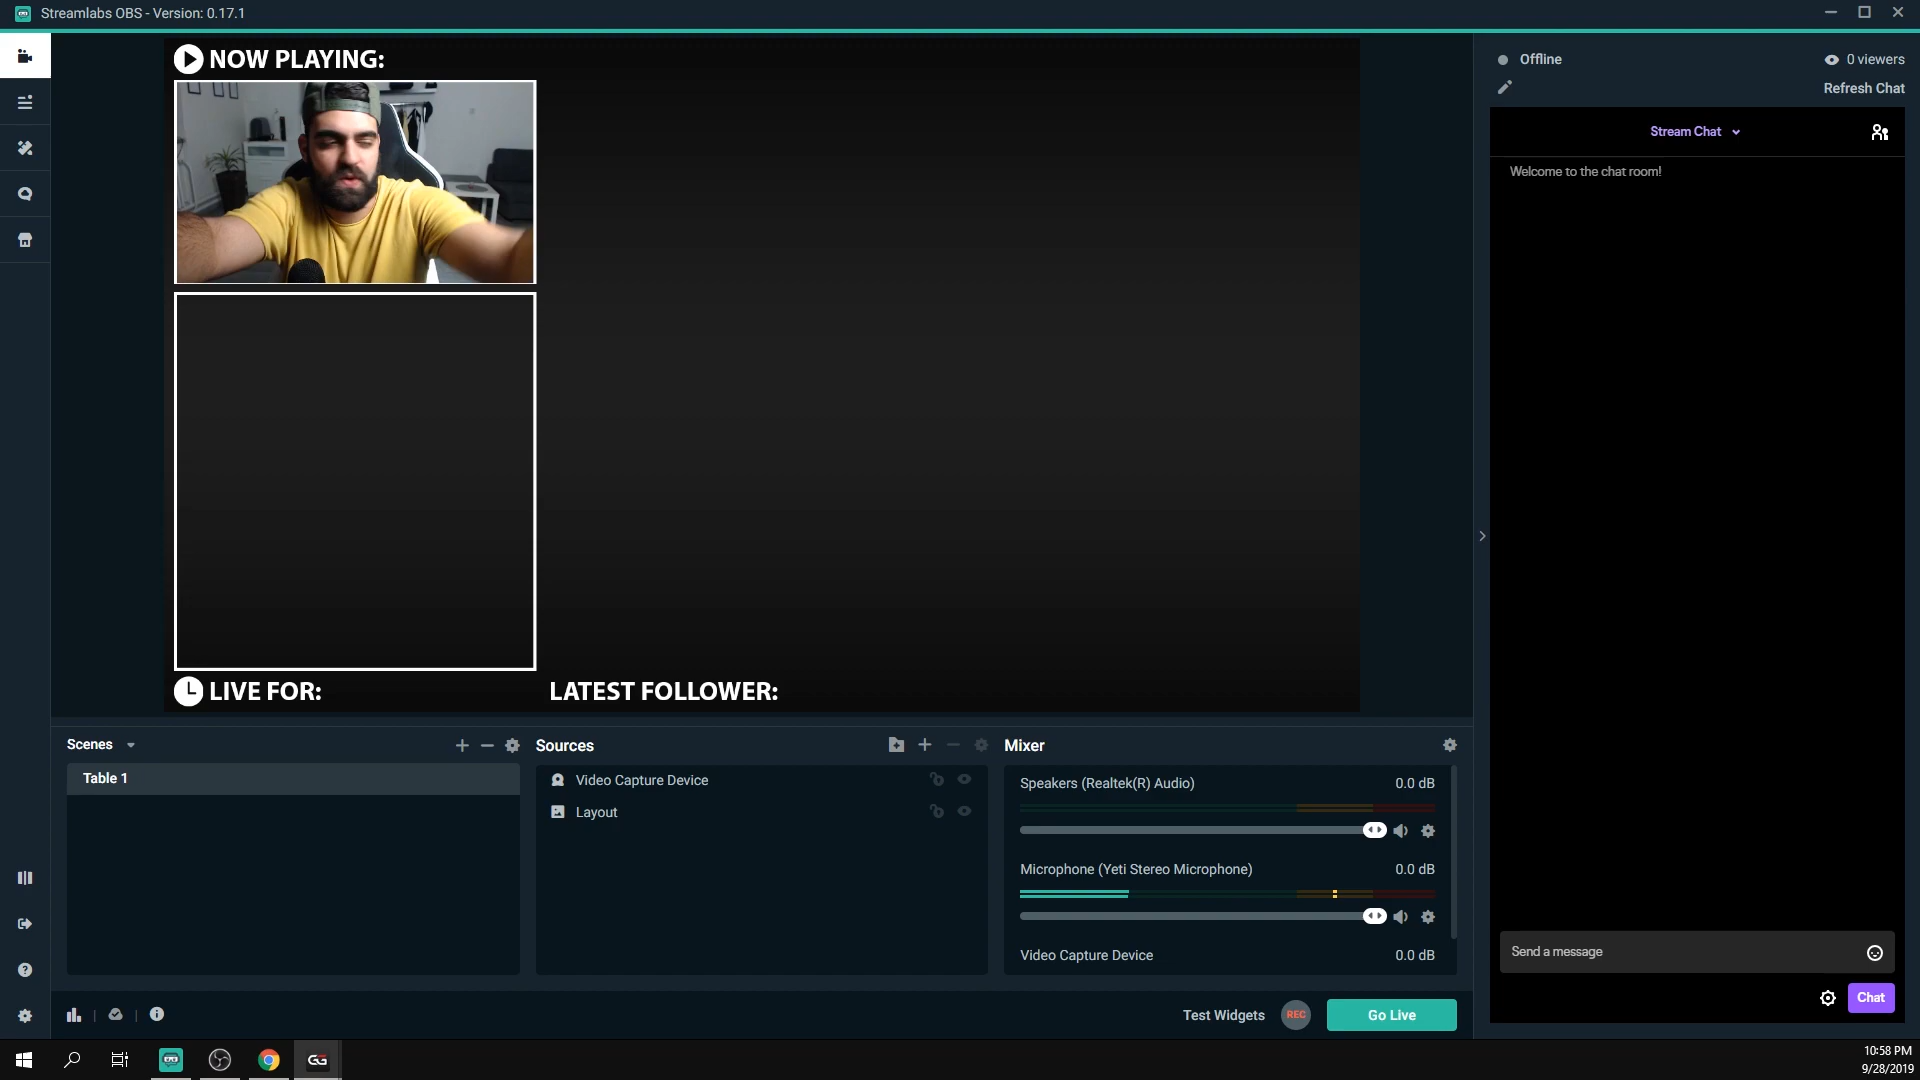 Streamlabs OBS - Version: 0.17.1
NOW PLAYING:
LIVE FOR:
LATEST FOLLOWER:
Offline
0 viewers
Refresh Chat
Stream Chat
Welcome to the chat room!
Send a message
Chat
Scenes
Table 1
Sources
Video Capture Device
Layout
Mixer
Speakers (Realtek(R) Audio)
0.0 dB
Microphone (Yeti Stereo Microphone)
0.0 dB
Video Capture Device
0.0 dB
Test Widgets
REC
Go Live
GG
10:58 PM
9/28/2019